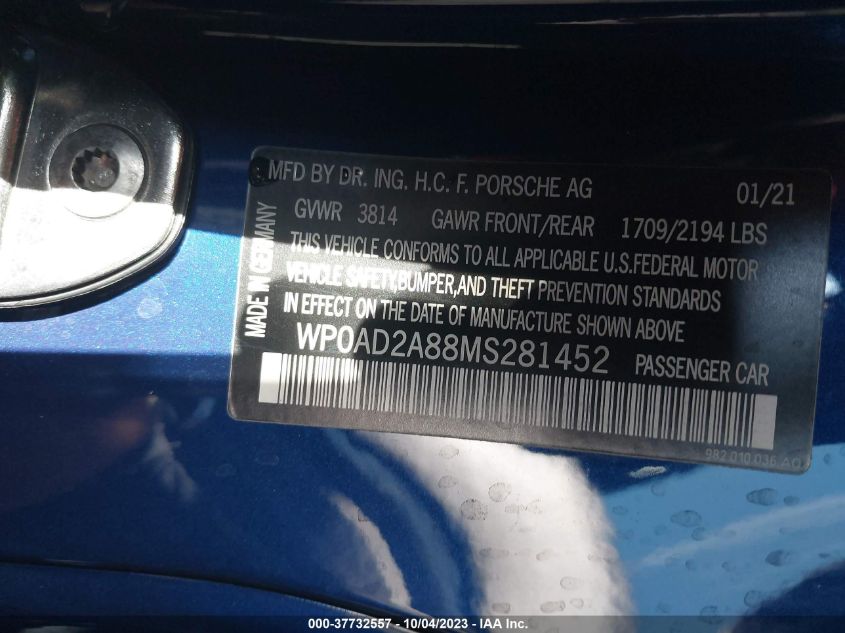 MFD BY DR. ING. H.C. F. PORSCHE AG 01/21
GVWR 3814 GAWR FRONT/REAR 1709/2194 LBS
THIS VEHICLE CONFORMS TO ALL APPLICABLE U.S.FEDERAL MOTOR
VEHICLE SAFETY,BUMPER,AND THEFT PREVENTION STANDARDS
IN EFFECT ON THE DATE OF MANUFACTURE SHOWN ABOVE
WP0AD2A88MS281452 PASSENGER CAR
MADE IN GERMANY
982 010 036 AQ
000-37732557 - 10/04/2023 - IAA Inc.